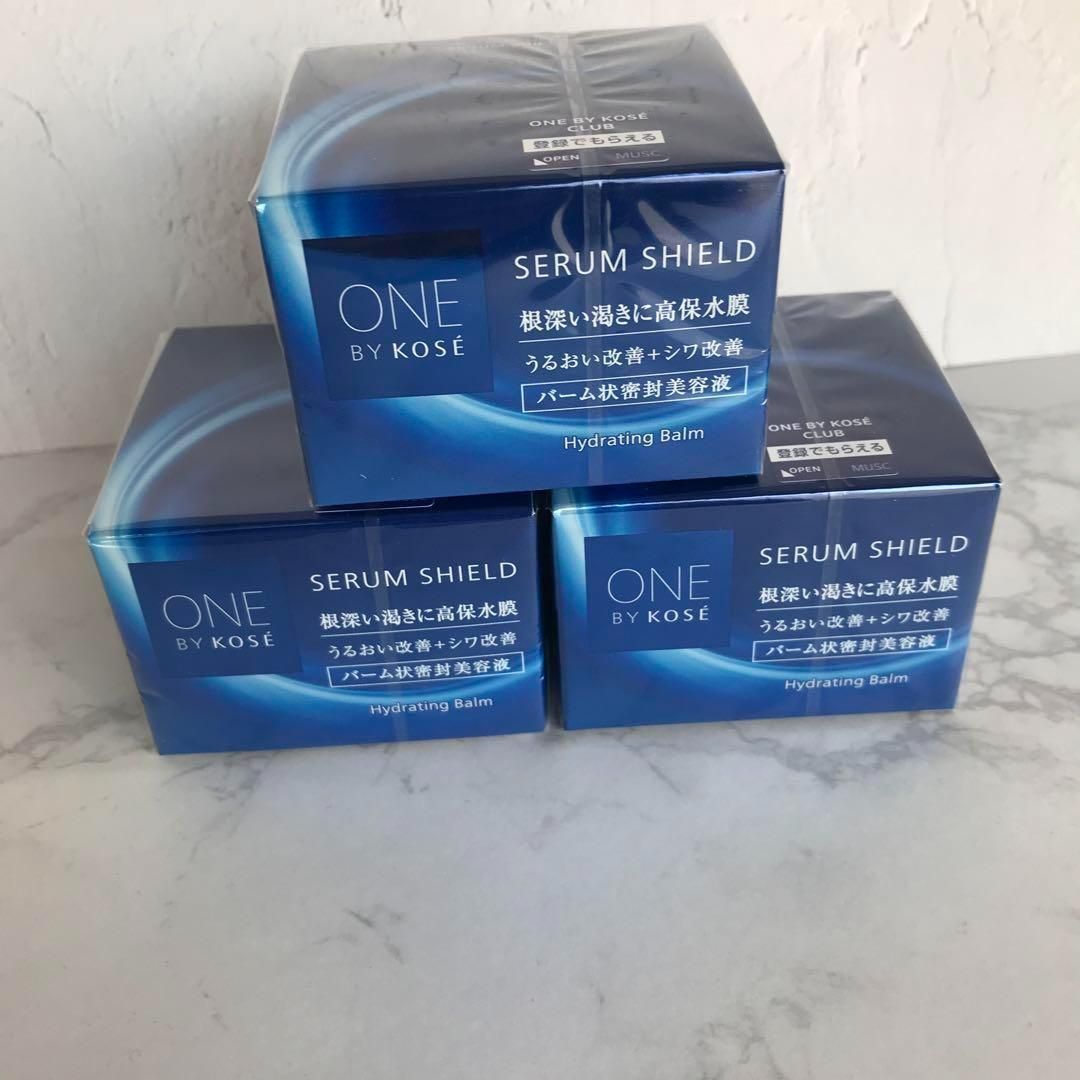 ONE BY KOSÉ
CLUB
登録でもらえる
OPEN MUSC
ONE
BY KOSÉ
SERUM SHIELD
根深い渇きに高保水膜
うるおい改善+シワ改善
バーム状密封美容液
Hydrating Balm
ONE
BY KOSÉ
SERUM SHIELD
根深い渇きに高保水膜
うるおい改善+シワ改善
バーム状密封美容液
Hydrating Balm
ONE BY KOSÉ
CLUB
登録でもらえる
OPEN MUSC
ONE
BY KOSÉ
SERUM SHIELD
根深い渇きに高保水膜
うるおい改善+シワ改善
バーム状密封美容液
Hydrating Balm